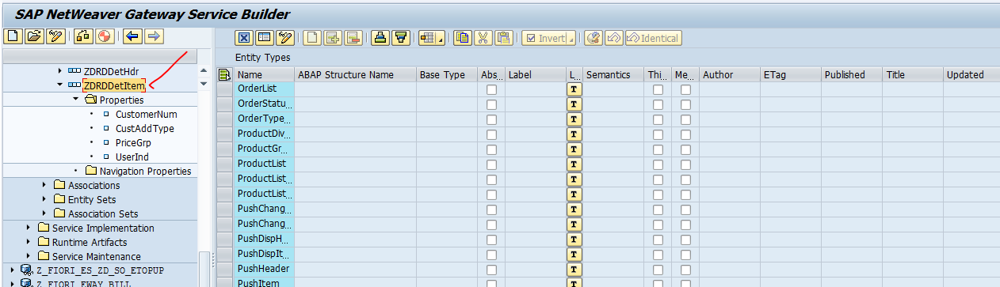 SAP NetWeaver Gateway Service Builder
Invert
Identical
Entity Types
ZDRDDetHdr
ZDRDDetItem
Properties
CustomerNum
CustAddType
PriceGrp
UserInd
Navigation Properties
Associations
Entity Sets
Association Sets
Service Implementation
Runtime Artifacts
Service Maintenance
Z_FIORI_ES_ZD_SO_ETOPUP
Z_FIORI_EWAY_BILL
Name ABAP Structure Name Base Type Abs... Label L... Semantics Thi... Me... Author ETag Published Title Updated
OrderList T
OrderStatu... T
OrderType... T
ProductDiv... T
ProductGr... T
ProductList T
ProductList... T
ProductList... T
PushChang... T
PushChang... T
PushDispH... T
PushDispIt... T
PushHeader T
PushItem T